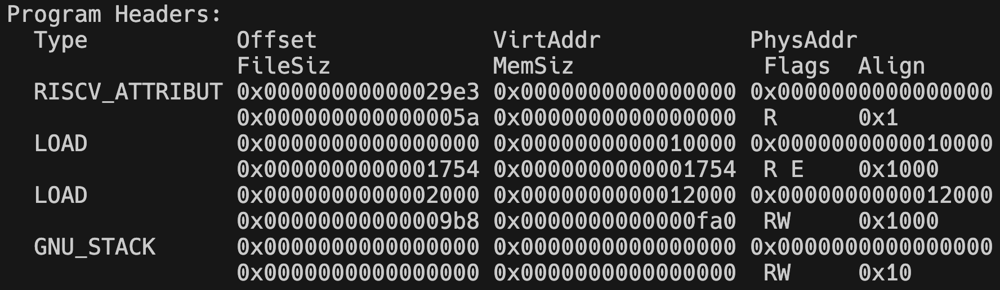 Program Headers:
  Type           Offset             VirtAddr           PhysAddr
                 FileSiz            MemSiz              Flags  Align
  RISCV_ATTRIBUT 0x00000000000029e3 0x0000000000000000 0x0000000000000000
                 0x000000000000005a 0x0000000000000000  R      0x1
  LOAD           0x0000000000000000 0x0000000000010000 0x0000000000010000
                 0x0000000000001754 0x0000000000001754  R E    0x1000
  LOAD           0x0000000000002000 0x0000000000012000 0x0000000000012000
                 0x00000000000009b8 0x0000000000000fa0  RW     0x1000
  GNU_STACK      0x0000000000000000 0x0000000000000000 0x0000000000000000
                 0x0000000000000000 0x0000000000000000  RW     0x10